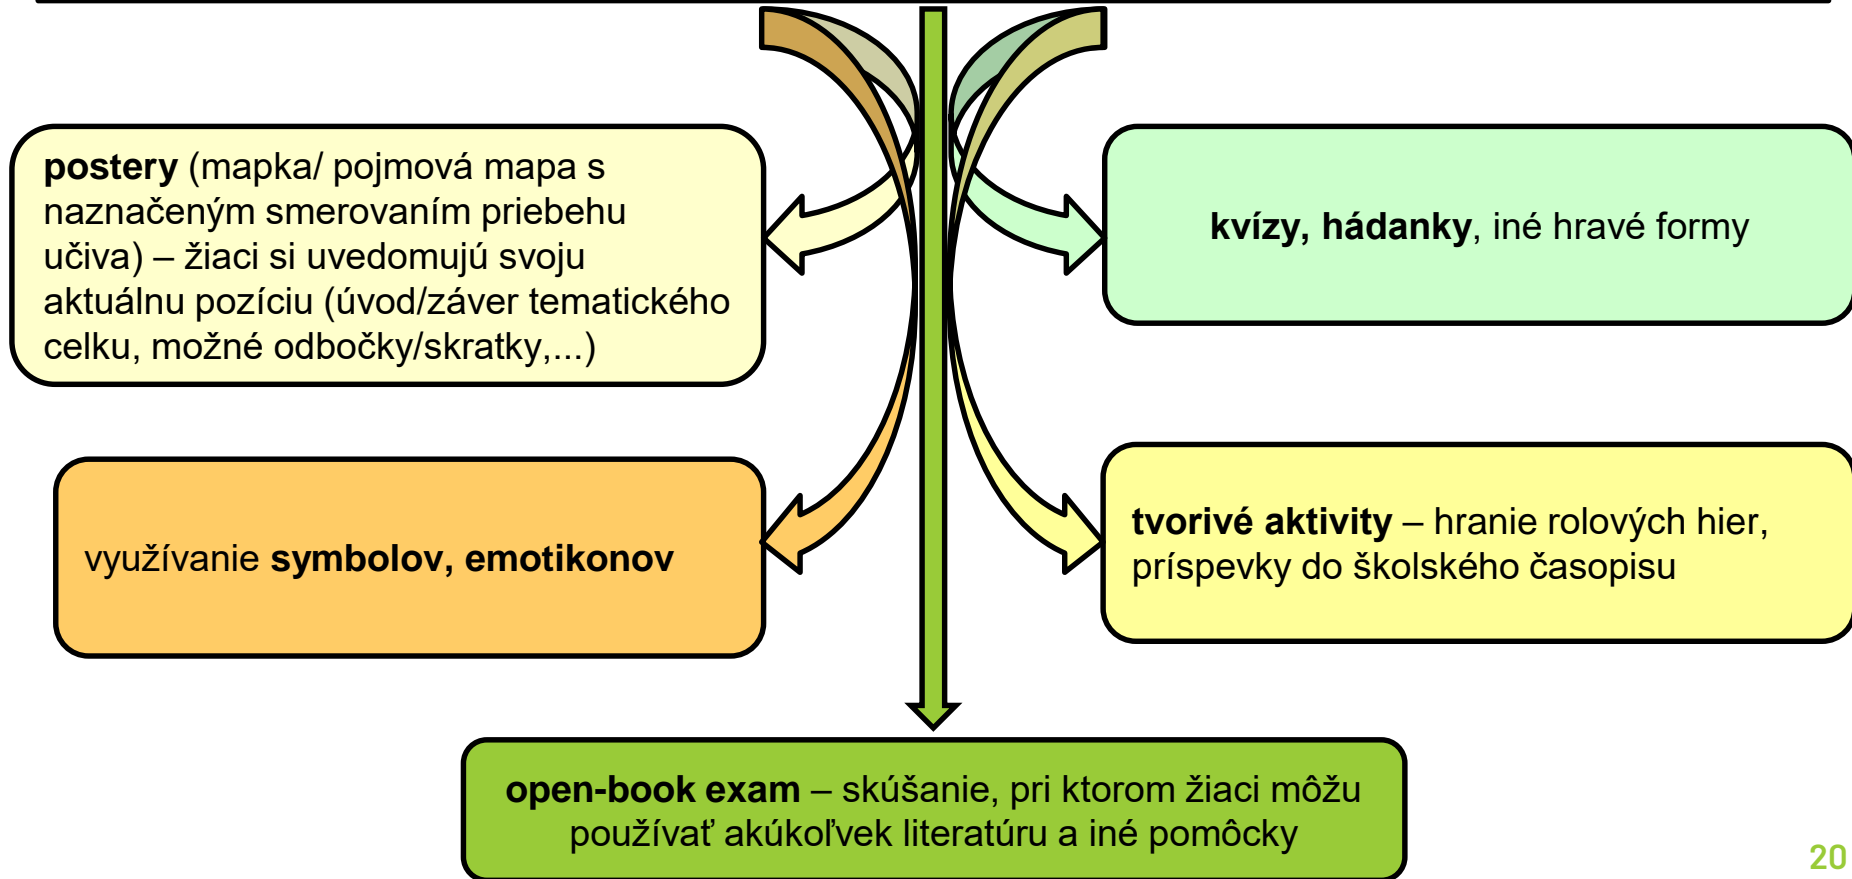 postery (mapka/ pojmová mapa s
naznačeným smerovaním priebehu
učiva) – žiaci si uvedomujú svoju
aktuálnu pozíciu (úvod/záver tematického
celku, možné odbočky/skratky,...)
kvízy, hádanky, iné hravé formy
využívanie symbolov, emotikonov
tvorivé aktivity – hranie rolových hier,
príspevky do školského časopisu
open-book exam – skúšanie, pri ktorom žiaci môžu
používať akúkoľvek literatúru a iné pomôcky
20